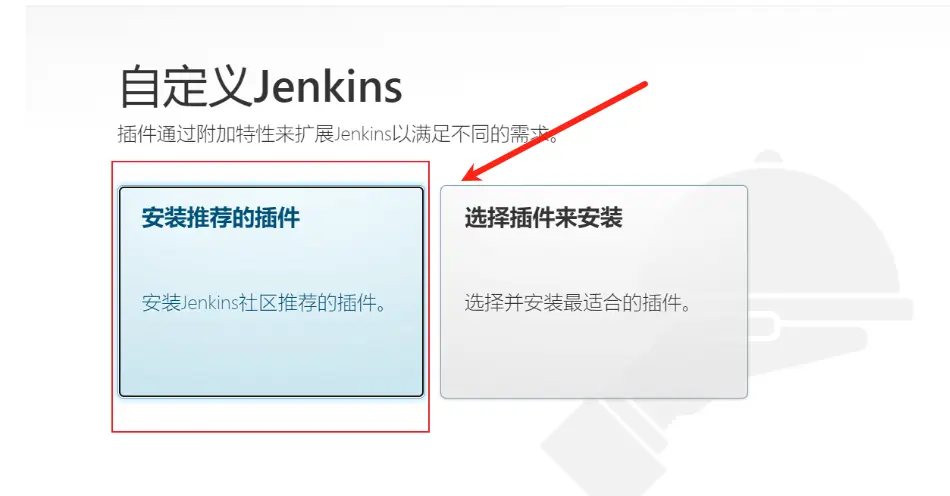 自定义Jenkins
插件通过附加特性来扩展Jenkins以满足不同的需求。
安装推荐的插件
安装Jenkins社区推荐的插件。
选择插件来安装
选择并安装最适合的插件。